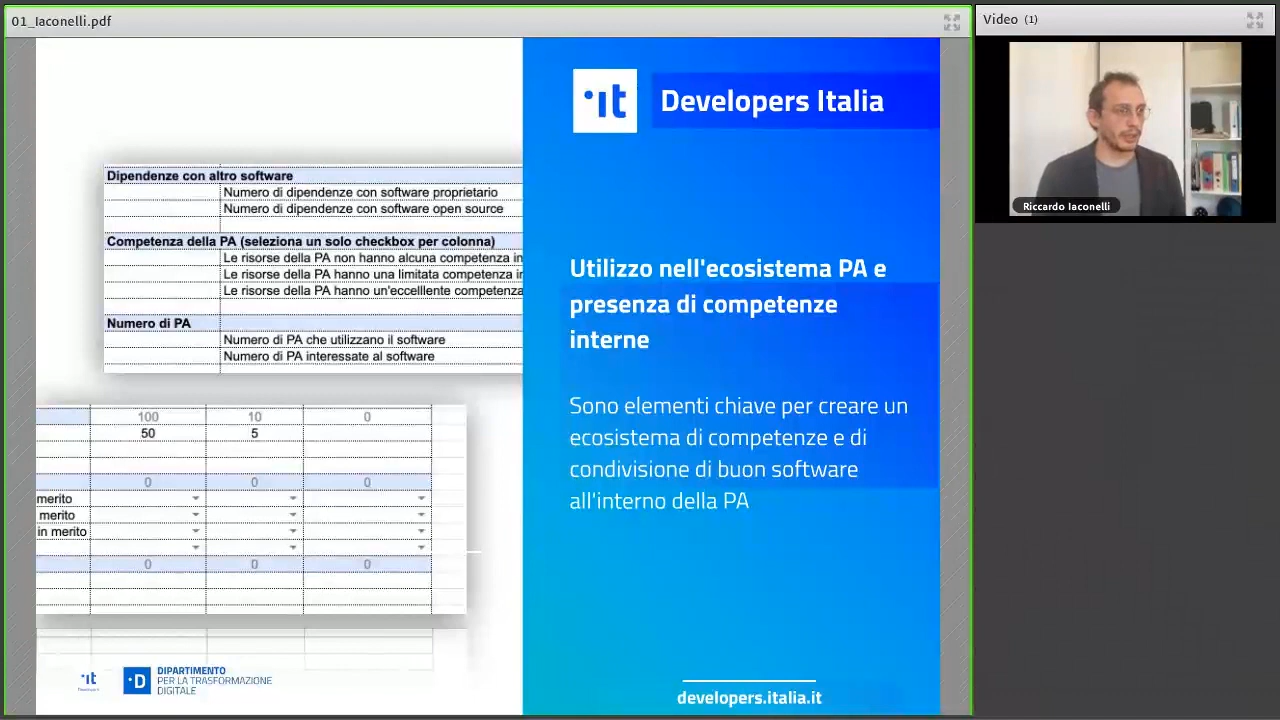 01_Iaconelli.pdf
Dipendenze con altro software
Numero di dipendenze con software proprietario
Numero di dipendenze con software open source
Competenza della PA (seleziona un solo checkbox per colonna)
Le risorse della PA non hanno alcuna competenza in
Le risorse della PA hanno una limitata competenza in
Le risorse della PA hanno un'eccelllente competenza
Numero di PA
Numero di PA che utilizzano il software
Numero di PA interessate al software
100 10 0
50 5
0 0 0
merito
merito
in merito
0 0 0
DIPARTIMENTO
PER LA TRASFORMAZIONE
DIGITALE
Developers Italia
Utilizzo nell'ecosistema PA e
presenza di competenze
interne
Sono elementi chiave per creare un
ecosistema di competenze e di
condivisione di buon software
all'interno della PA
developers.italia.it
Video (1)
Riccardo Iaconelli